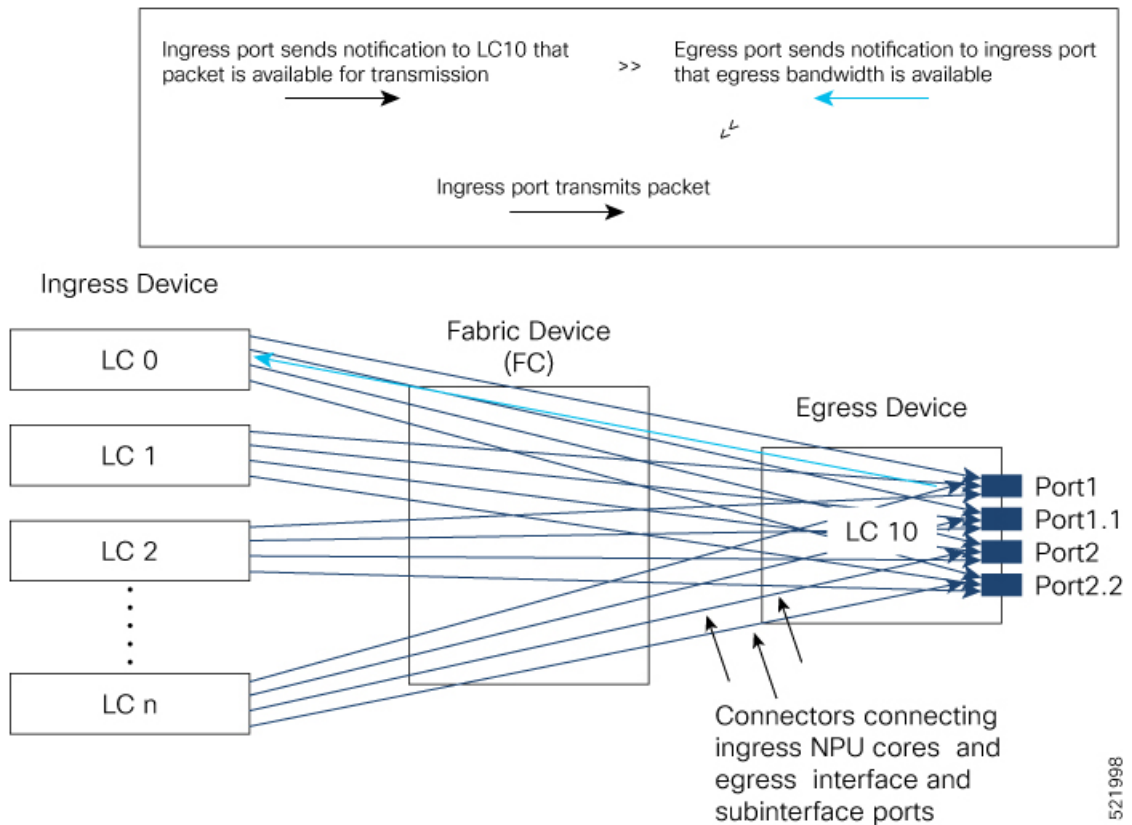 Ingress port sends notification to LC10 that
packet is available for transmission
>>
Egress port sends notification to ingress port
that egress bandwidth is available
>>
Ingress port transmits packet
Ingress Device
LC 0
LC 1
LC 2
LC n
Fabric Device
(FC)
Egress Device
LC 10
Port1
Port1.1
Port2
Port2.2
Connectors connecting
ingress NPU cores and
egress interface and
subinterface ports
521998